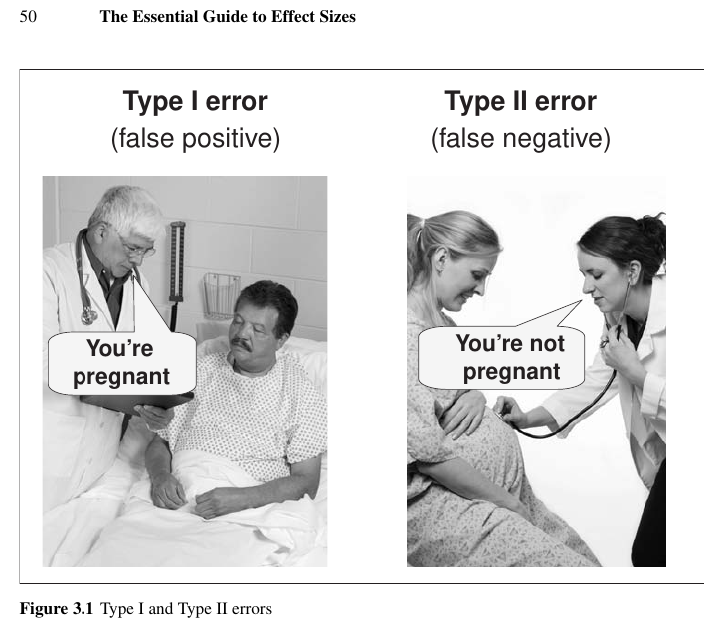 50 The Essential Guide to Effect Sizes
Type I error
(false positive)
Type II error
(false negative)
You're
pregnant
You're not
pregnant
Figure 3.1 Type I and Type II errors